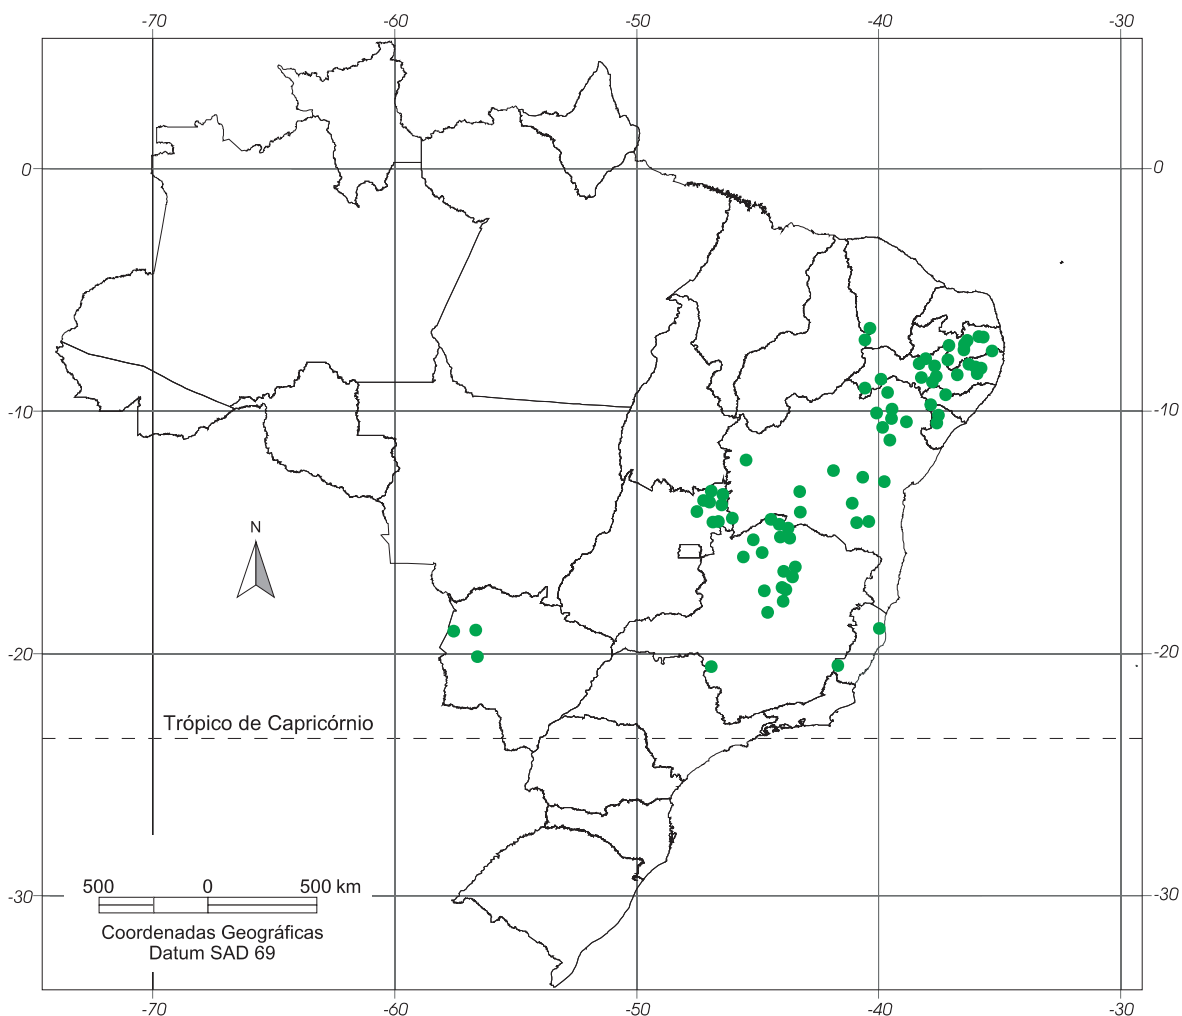 -70 -60 -50 -40 -30
0 0
-10 -10
N
-20 -20
Trópico de Capricórnio
500 0 500 km
-30 -30
Coordenadas Geográficas
Datum SAD 69
-70 -60 -50 -40 -30